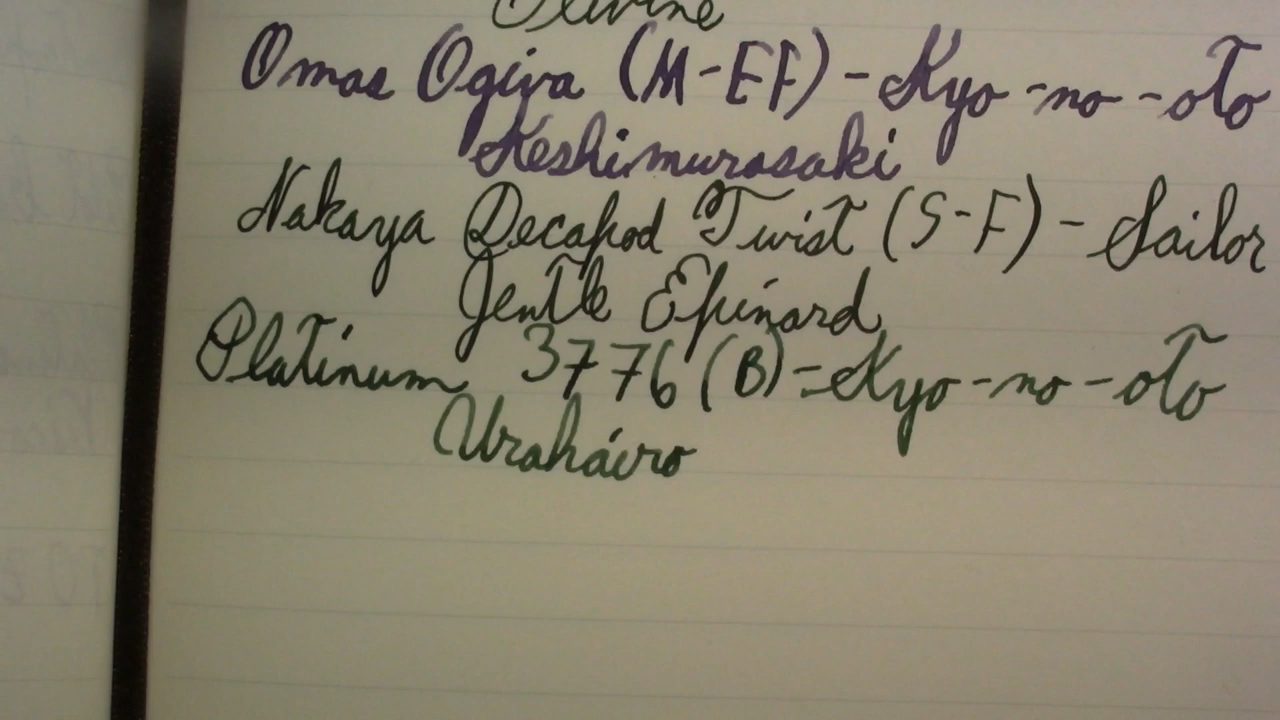 Olivine
Omas Ogiva (M-EF) - Kyo-no-oto
Keshimurasaki
Nakaya Decapod Twist (S-F) - Sailor
Jentle Epinard
Platinum 3776 (B) - Kyo-no-oto
Urahairo